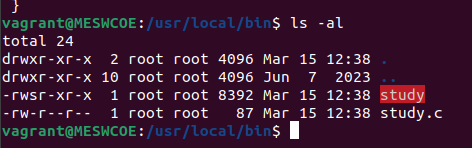 }
vagrant@MESWCOE:/usr/local/bin$ ls -al
total 24
drwxr-xr-x  2 root root 4096 Mar 15 12:38 .
drwxr-xr-x 10 root root 4096 Jun  7  2023 ..
-rwsr-xr-x  1 root root 8392 Mar 15 12:38 study
-rw-r--r--  1 root root   87 Mar 15 12:38 study.c
vagrant@MESWCOE:/usr/local/bin$